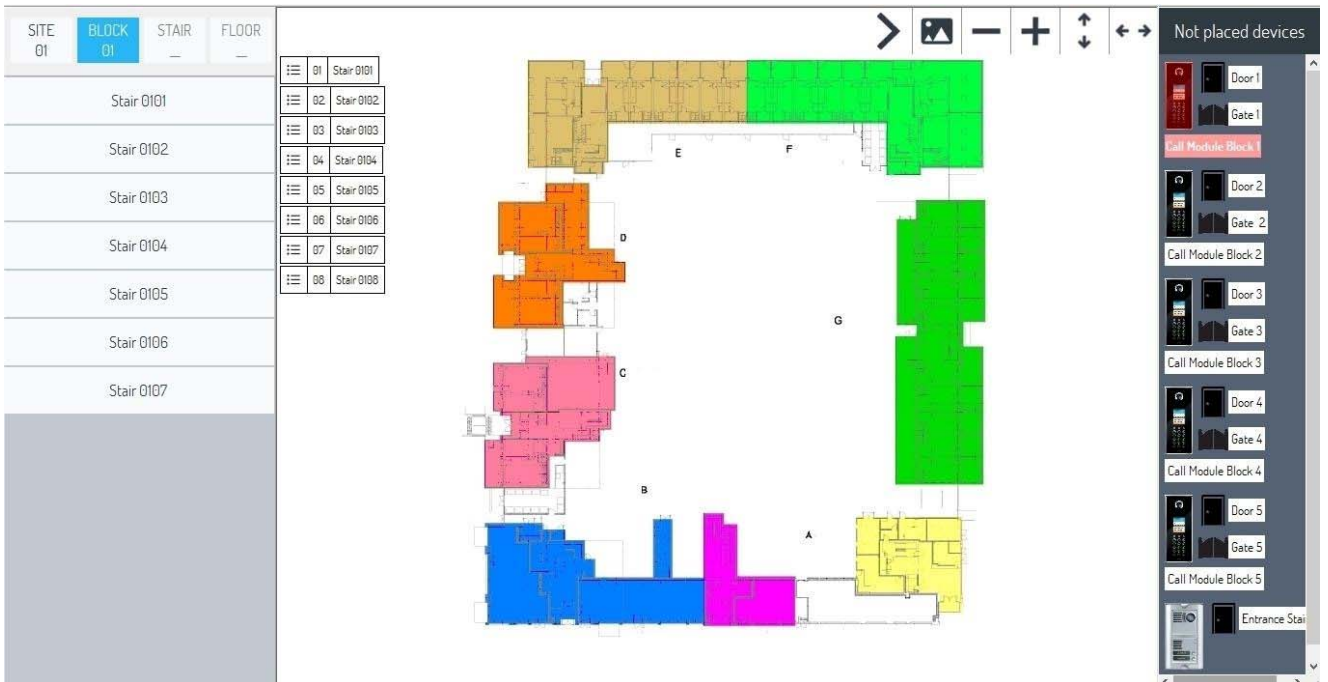 SITE
01
BLOCK
01
STAIR
_
FLOOR
_
Stair 0101
Stair 0102
Stair 0103
Stair 0104
Stair 0105
Stair 0106
Stair 0107
01 Stair 0101
02 Stair 0102
03 Stair 0103
04 Stair 0104
05 Stair 0105
06 Stair 0106
07 Stair 0107
08 Stair 0108
E
F
D
G
C
B
A
Not placed devices
Door 1
Gate 1
Call Module Block 1
Door 2
Gate 2
Call Module Block 2
Door 3
Gate 3
Call Module Block 3
Door 4
Gate 4
Call Module Block 4
Door 5
Gate 5
Call Module Block 5
Entrance Stai